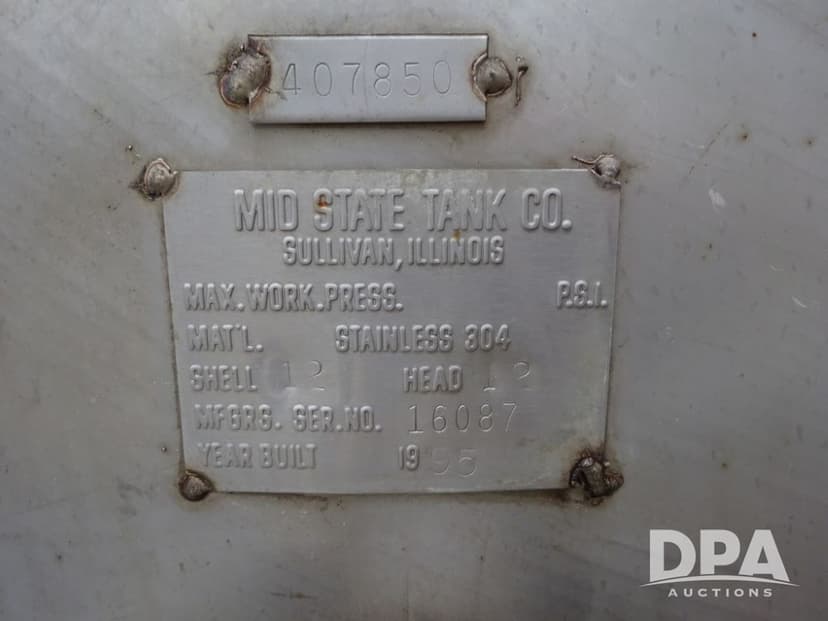 407850
MID STATE TANK CO.
SULLIVAN, ILLINOIS
MAX. WORK. PRESS. P.S.I.
MAT'L. STAINLESS 304
SHELL 12 HEAD 12
MFGRS. SER. NO. 16087
YEAR BUILT 1995
DPA
AUCTIONS